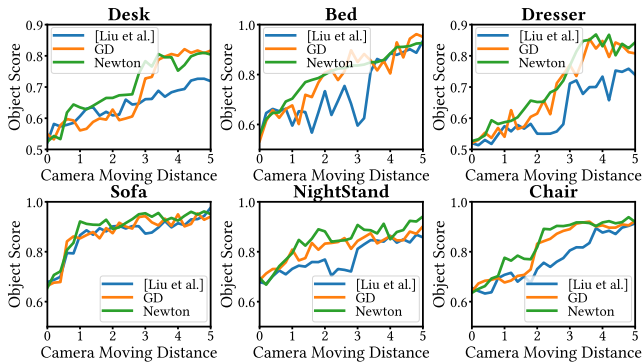 Desk
Bed
Dresser
0.9
0.8
0.7
0.6
0.5
Object Score
[Liu et al.]
GD
Newton
0 1 2 3 4 5
Camera Moving Distance
1.0
0.8
0.6
Object Score
[Liu et al.]
GD
Newton
0 1 2 3 4 5
Camera Moving Distance
0.9
0.8
0.7
0.6
0.5
Object Score
[Liu et al.]
GD
Newton
0 1 2 3 4 5
Camera Moving Distance
Sofa
NightStand
Chair
1.0
0.8
0.6
Object Score
[Liu et al.]
GD
Newton
0 1 2 3 4 5
Camera Moving Distance
1.0
0.8
0.6
Object Score
[Liu et al.]
GD
Newton
0 1 2 3 4 5
Camera Moving Distance
1.0
0.8
0.6
Object Score
[Liu et al.]
GD
Newton
0 1 2 3 4 5
Camera Moving Distance